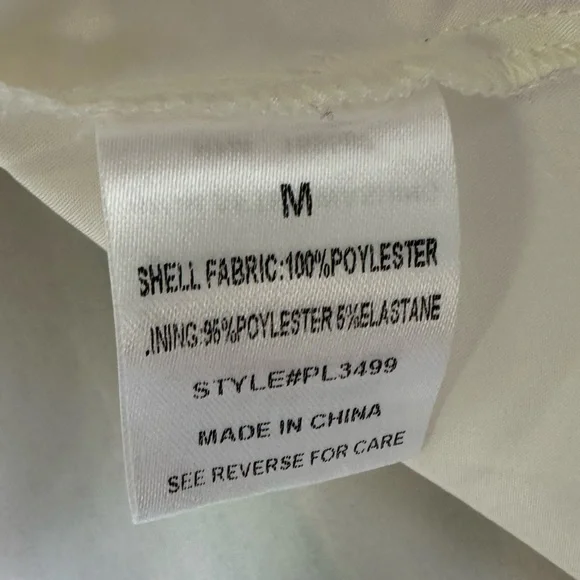 M
SHELL FABRIC:100%POYLESTER
.INING:95%POYLESTER 5%ELASTANE
STYLE#PL3499
MADE IN CHINA
SEE REVERSE FOR CARE